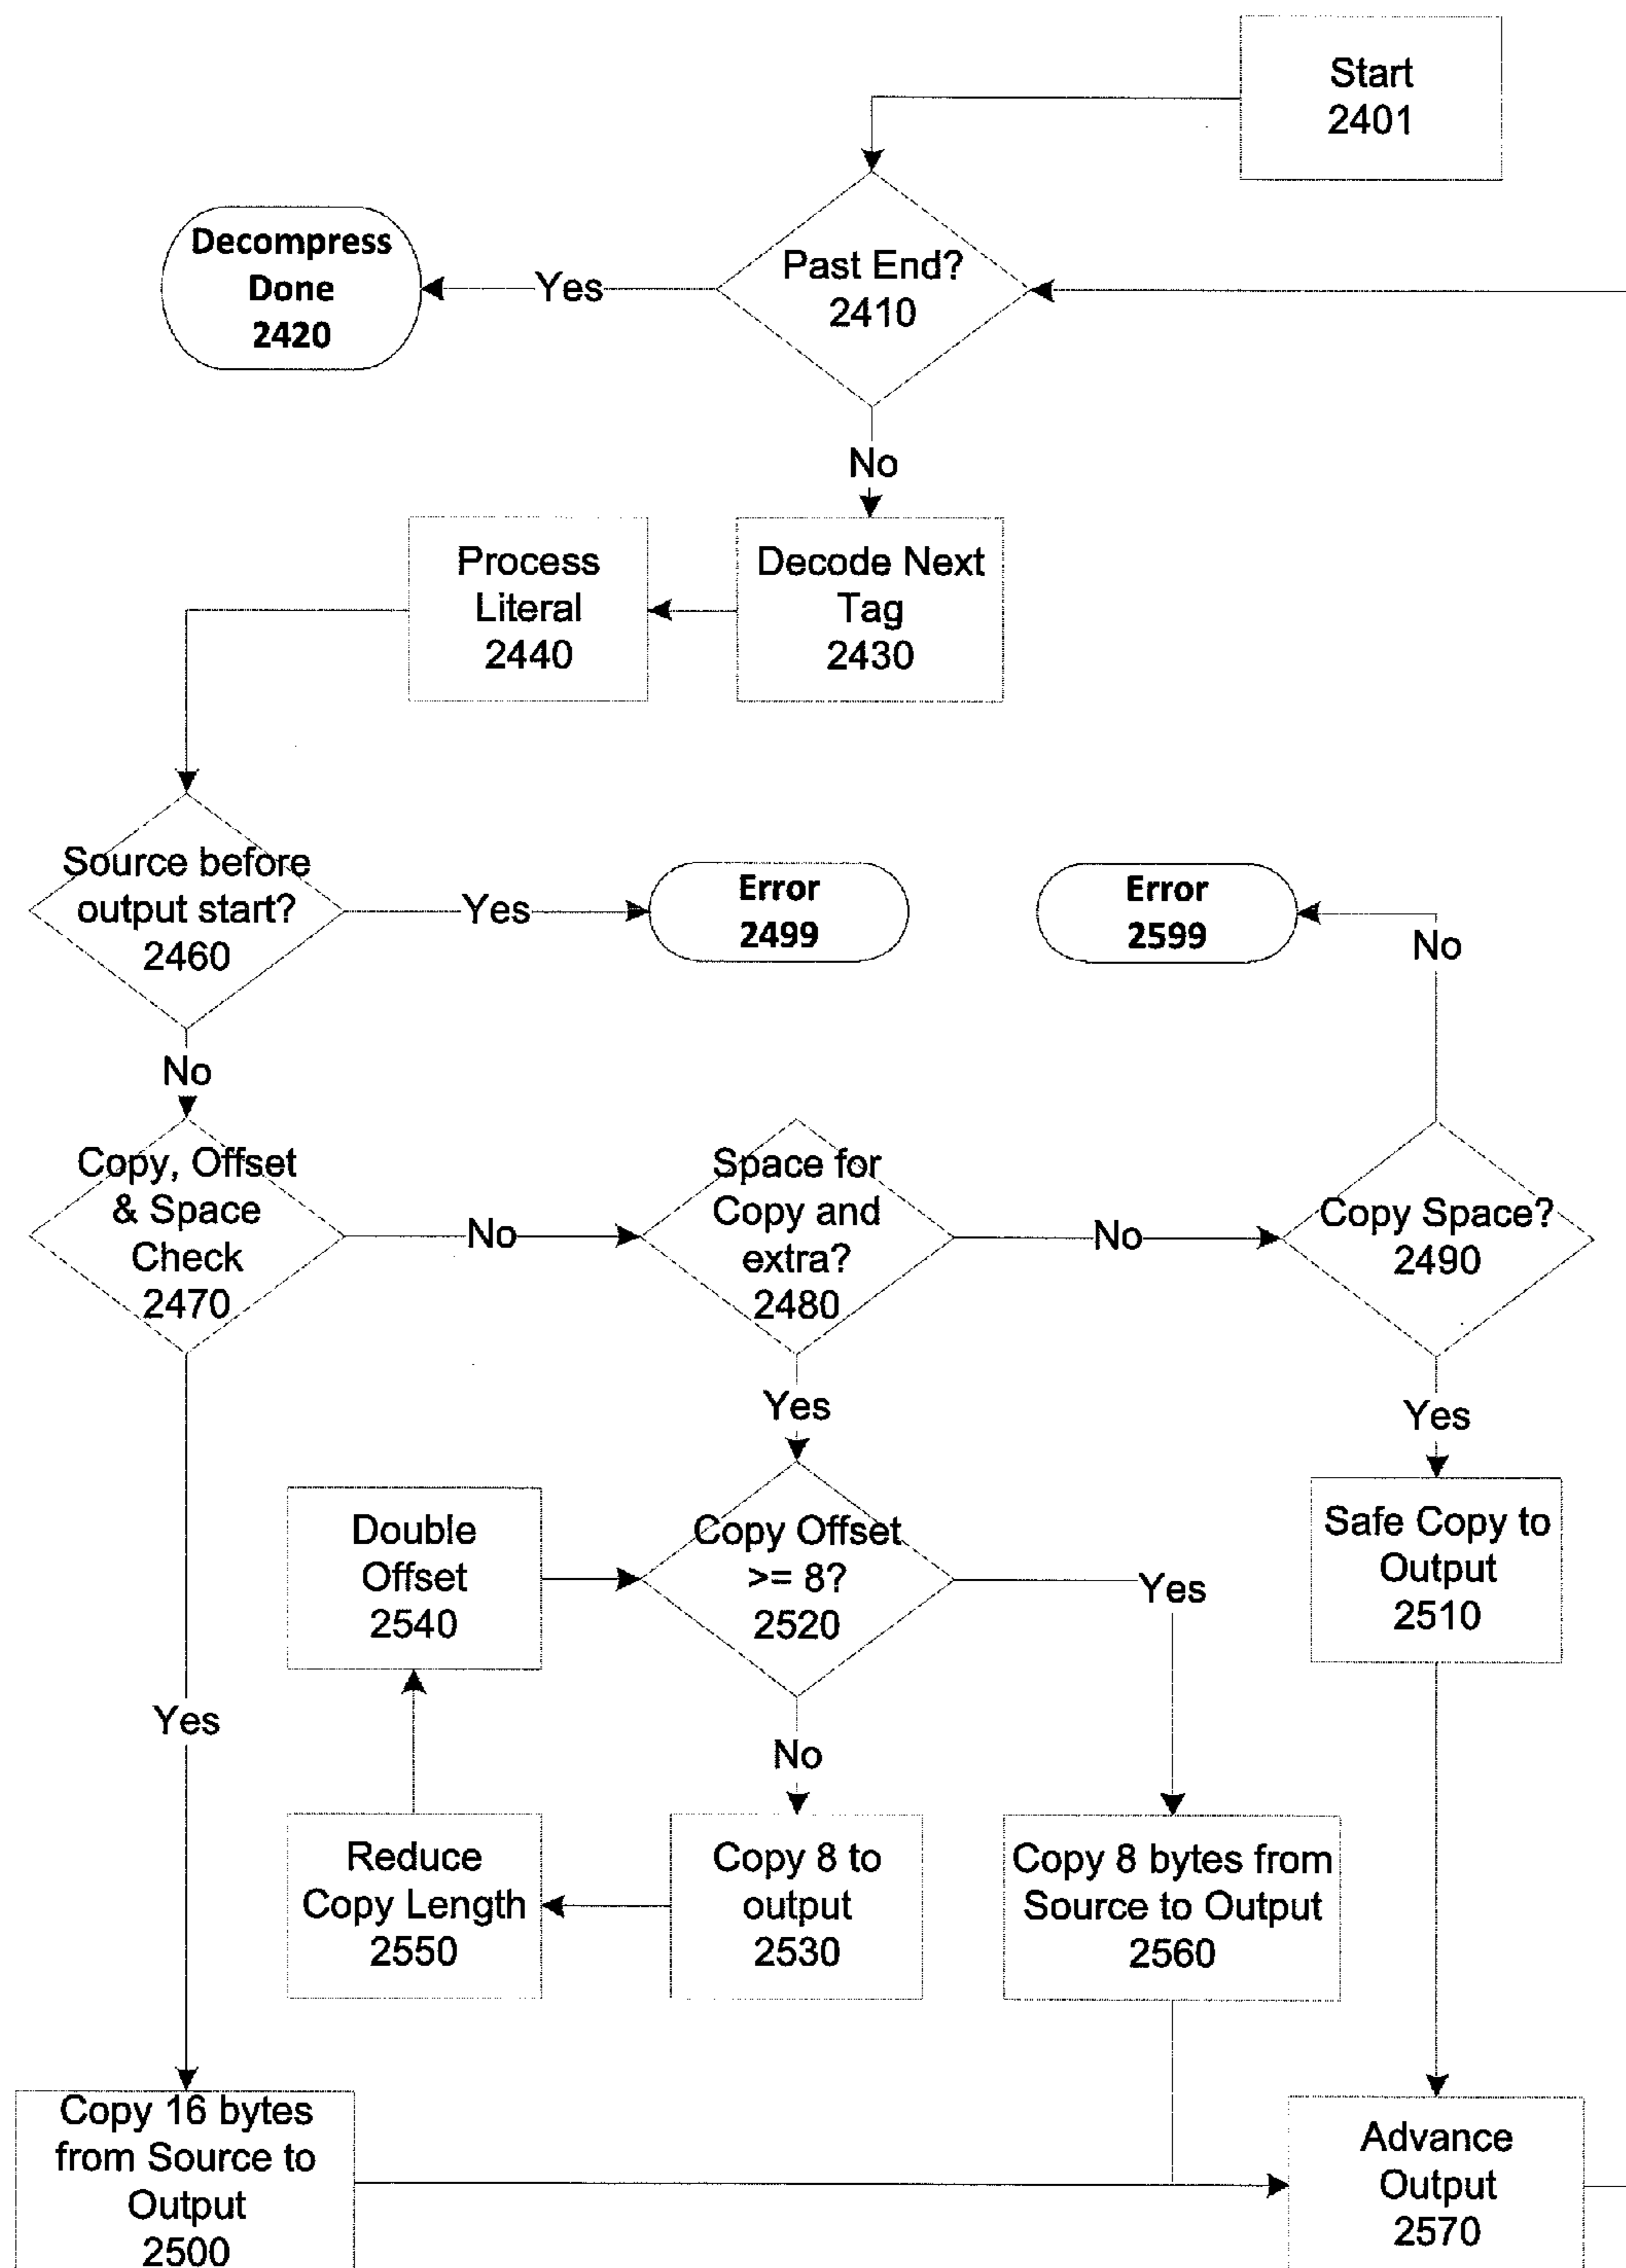 Start
2401
Decompress
Done
2420
Yes
Past End?
2410
No
Process
Literal
2440
Decode Next
Tag
2430
Source before
output start?
2460
Yes
Error
2499
Error
2599
No
No
Copy, Offset
& Space
Check
2470
No
Space for
Copy and
extra?
2480
No
Copy Space?
2490
Yes
Yes
Double
Offset
2540
Copy Offset
>= 8?
2520
Yes
Safe Copy to
Output
2510
Yes
No
Reduce
Copy Length
2550
Copy 8 to
output
2530
Copy 8 bytes from
Source to Output
2560
Copy 16 bytes
from Source to
Output
2500
Advance
Output
2570